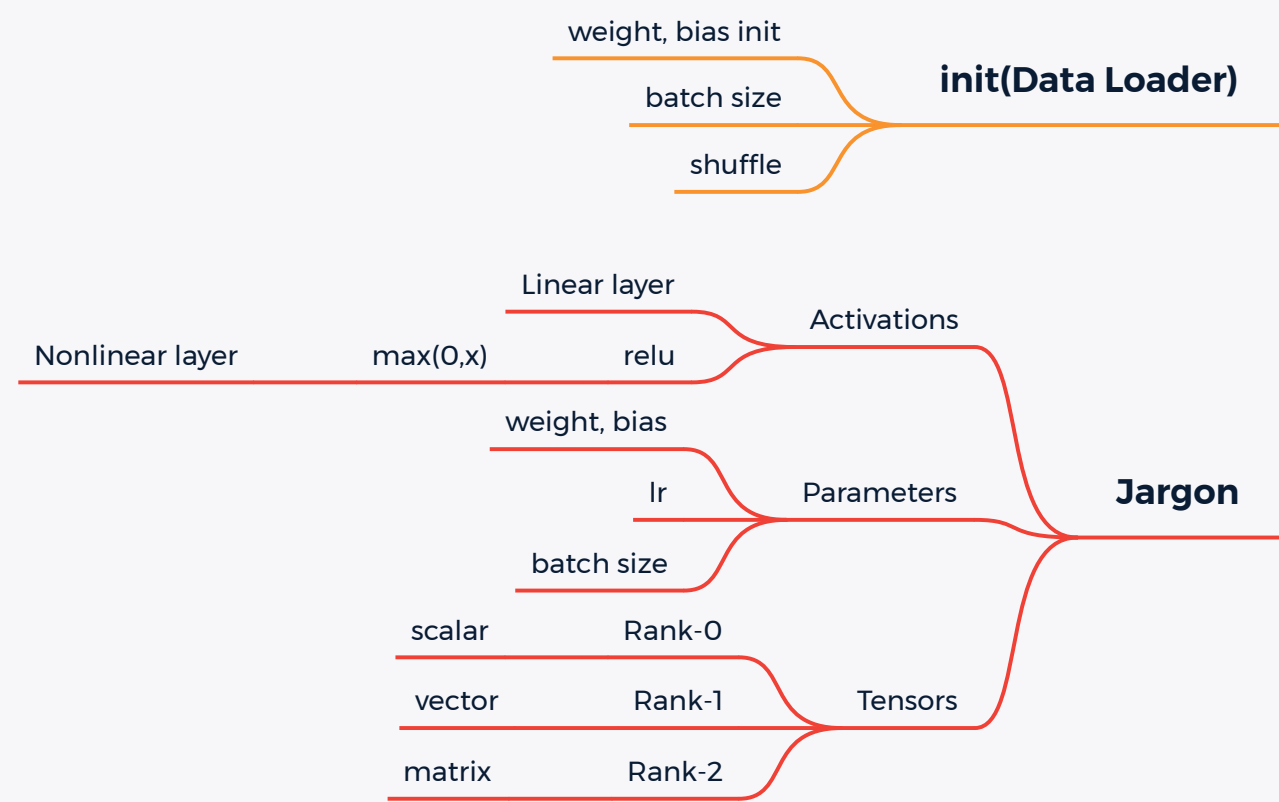 weight, bias init
init(Data Loader)
batch size
shuffle
Linear layer
Activations
Nonlinear layer max(0,x) relu
weight, bias
lr Parameters Jargon
batch size
scalar Rank-0
vector Rank-1 Tensors
matrix Rank-2